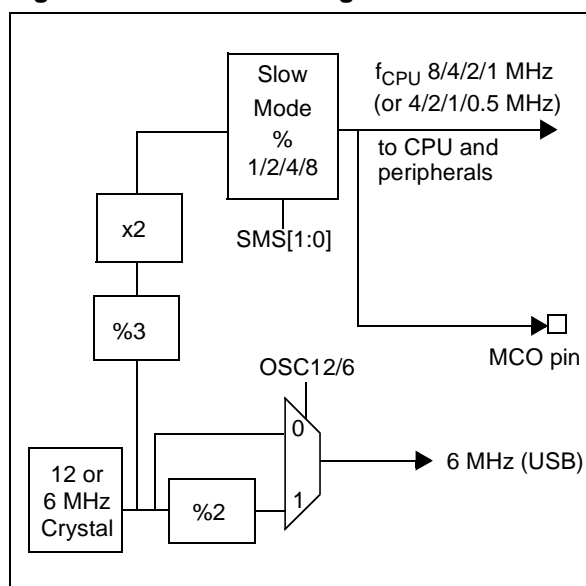 Slow
Mode
%
1/2/4/8
fCPU 8/4/2/1 MHz
(or 4/2/1/0.5 MHz)
to CPU and
peripherals
x2
SMS[1:0]
%3
MCO pin
OSC12/6
0
12 or
6 MHz
Crystal
%2
1
6 MHz (USB)